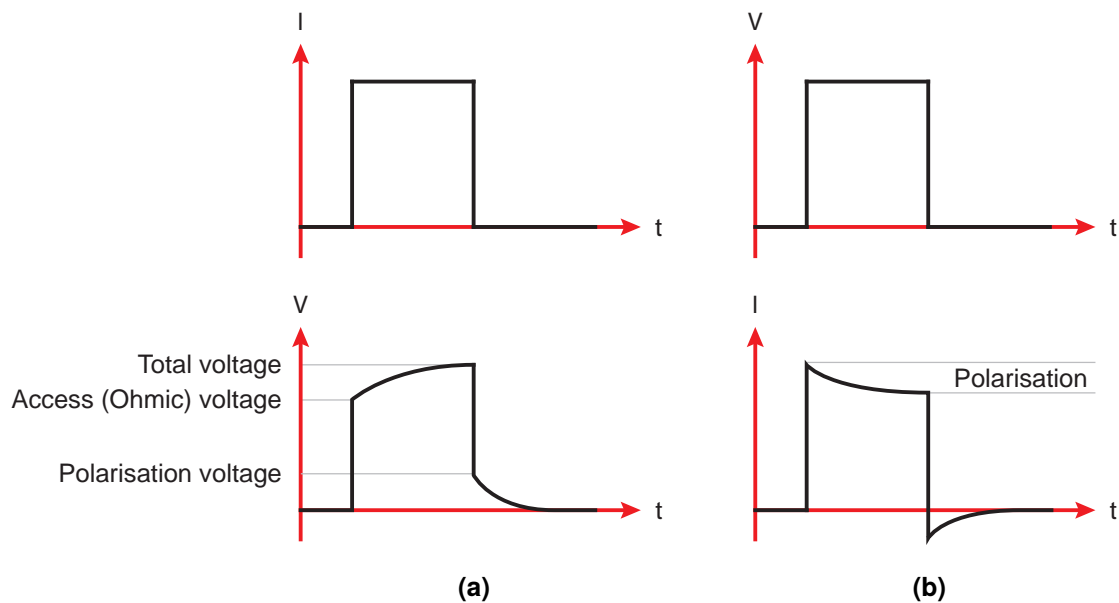 I
t
V
t
V
Total voltage
Access (Ohmic) voltage
Polarisation voltage
t
I
Polarisation
t
(a)
(b)